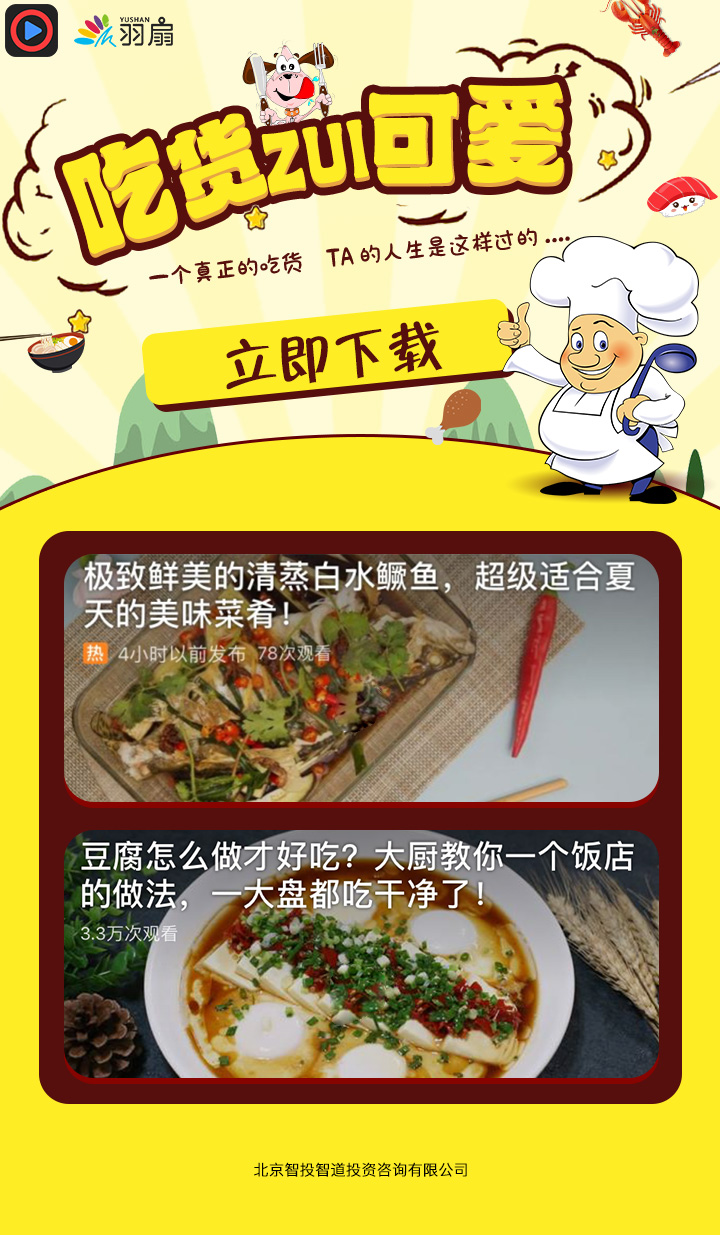 YUSHAN
羽扇
吃货ZUI可爱
一个真正的吃货 TA的人生是这样过的 ····
立即下载
极致鲜美的清蒸白水鳜鱼，超级适合夏
天的美味菜肴！
热 4小时以前发布 78次观看
豆腐怎么做才好吃？大厨教你一个饭店
的做法，一大盘都吃干净了！
3.3万次观看
北京智投智道投资咨询有限公司